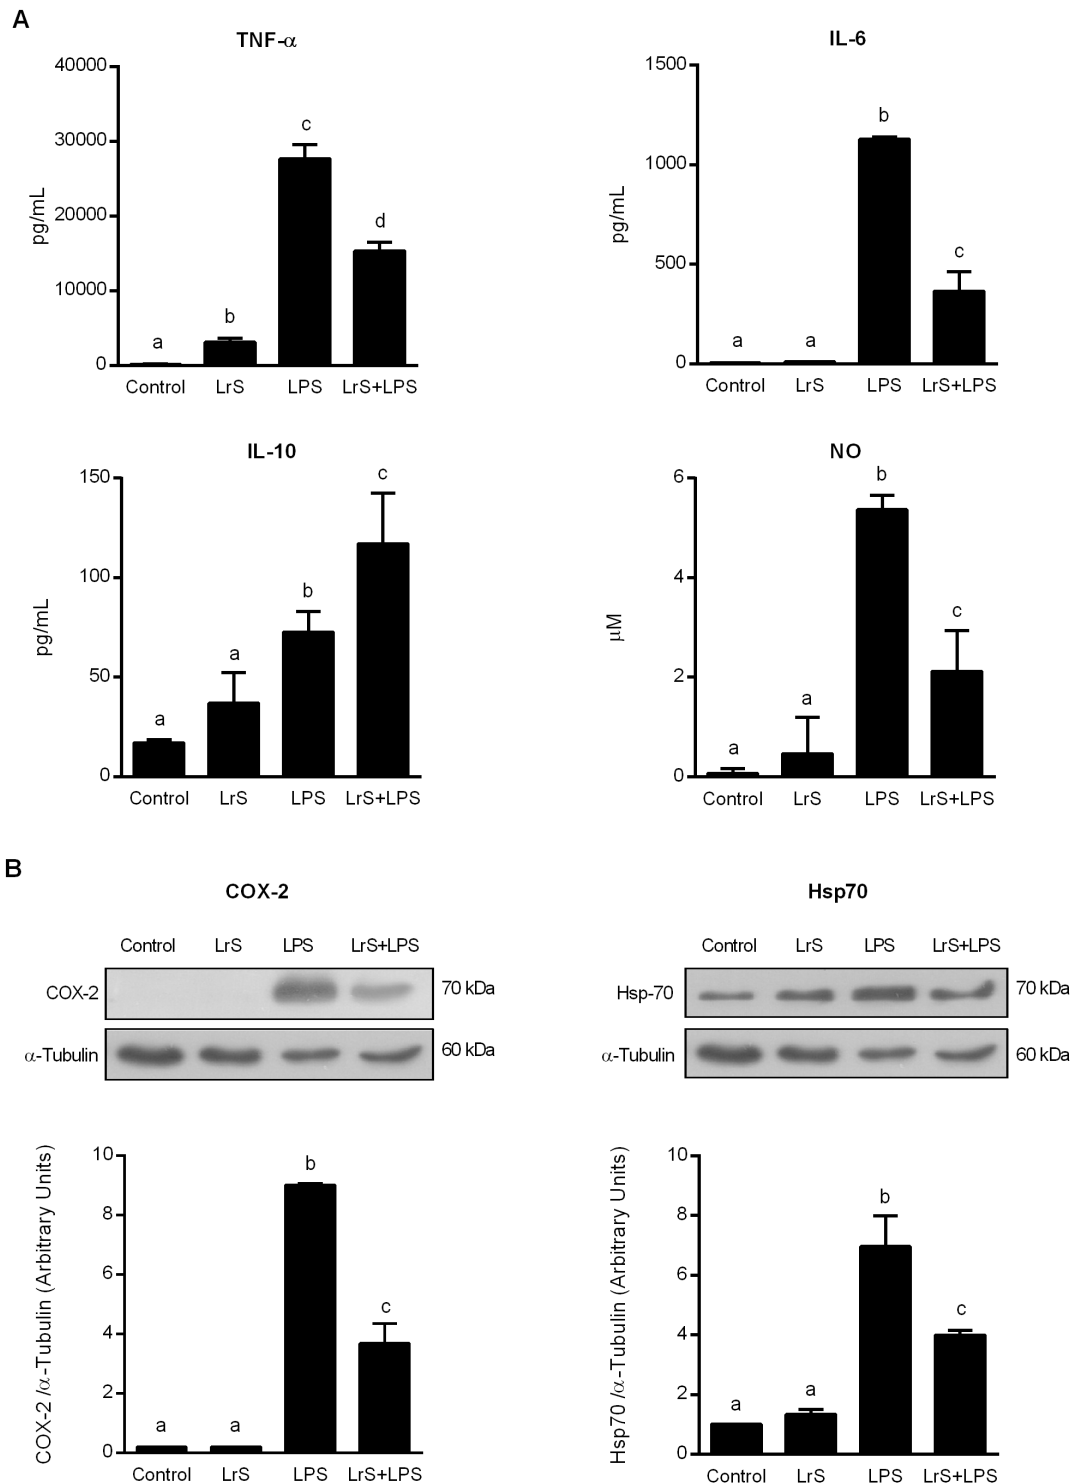 A
TNF-α
40000
30000
20000
10000
0
pg/mL
a
b
c
d
Control LrS LPS LrS+LPS
IL-6
1500
1000
500
0
pg/mL
a
a
b
c
Control LrS LPS LrS+LPS
IL-10
150
100
50
0
pg/mL
a
a
b
c
Control LrS LPS LrS+LPS
NO
6
4
2
0
µM
a
a
b
c
Control LrS LPS LrS+LPS
B
COX-2
Control LrS LPS LrS+LPS
COX-2 70 kDa
α-Tubulin 60 kDa
10
8
6
4
2
0
COX-2 /α-Tubulin (Arbitrary Units)
a
a
b
c
Control LrS LPS LrS+LPS
Hsp70
Control LrS LPS LrS+LPS
Hsp-70 70 kDa
α-Tubulin 60 kDa
10
8
6
4
2
0
Hsp70 /α-Tubulin (Arbitrary Units)
a
a
b
c
Control LrS LPS LrS+LPS